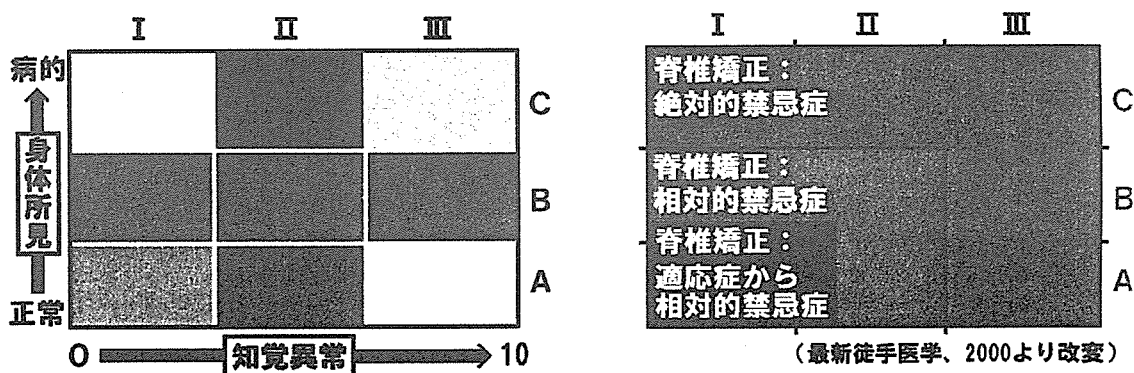 I II III
病的
身体所見
正常
C
B
A
0 知覚異常 10
I II III
脊椎矯正：
絶対的禁忌症
脊椎矯正：
相対的禁忌症
脊椎矯正：
適応症から
相対的禁忌症
C
B
A
（最新徒手医学、2000より改変）